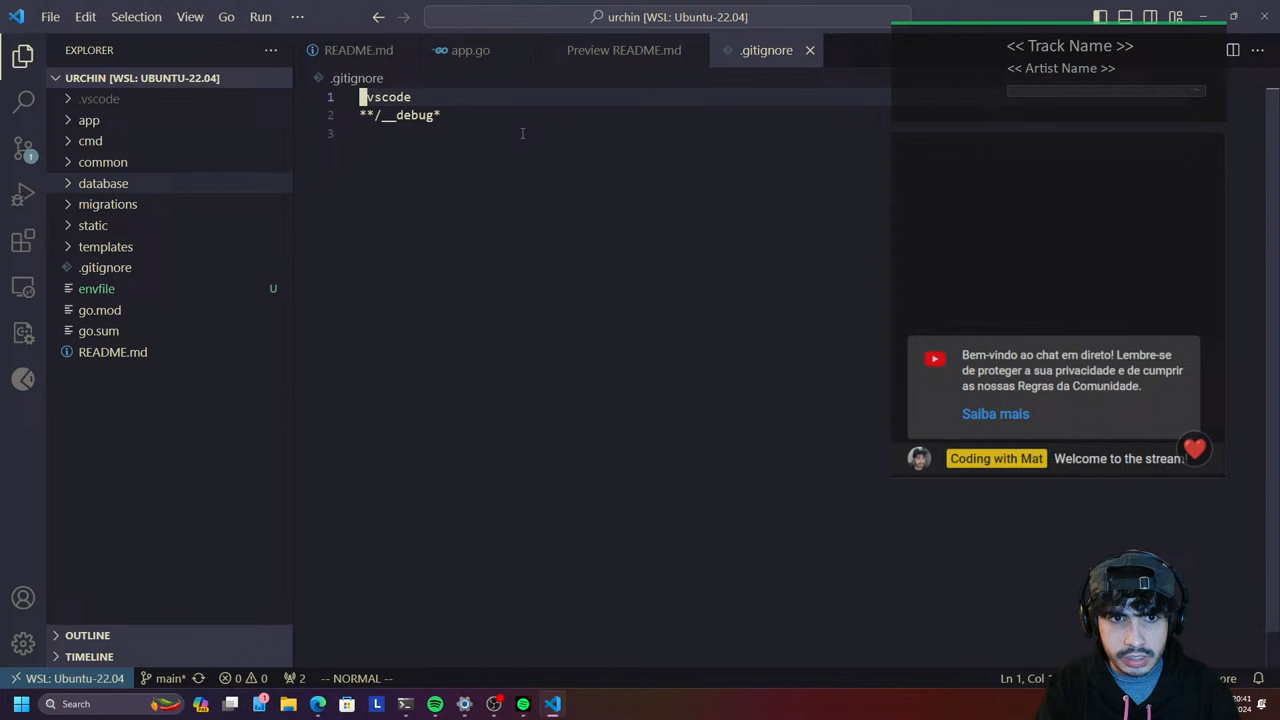 File Edit Selection View Go Run ...
urchin [WSL: Ubuntu-22.04]
EXPLORER
URCHIN [WSL: UBUNTU-22.04]
.vscode
app
cmd
common
database
migrations
static
templates
.gitignore
envfile U
go.mod
go.sum
README.md
OUTLINE
TIMELINE
README.md
app.go
Preview README.md
.gitignore
.gitignore
1 .vscode
2 **/__debug*
3
<< Track Name >>
<< Artist Name >>
Bem-vindo ao chat em direto! Lembre-se
de proteger a sua privacidade e de cumprir
as nossas Regras da Comunidade.
Saiba mais
Coding with Mat Welcome to the stream!
1
WSL: Ubuntu-22.04 main* 0 0 2 -- NORMAL --
Ln 1, Col
Search
20:41